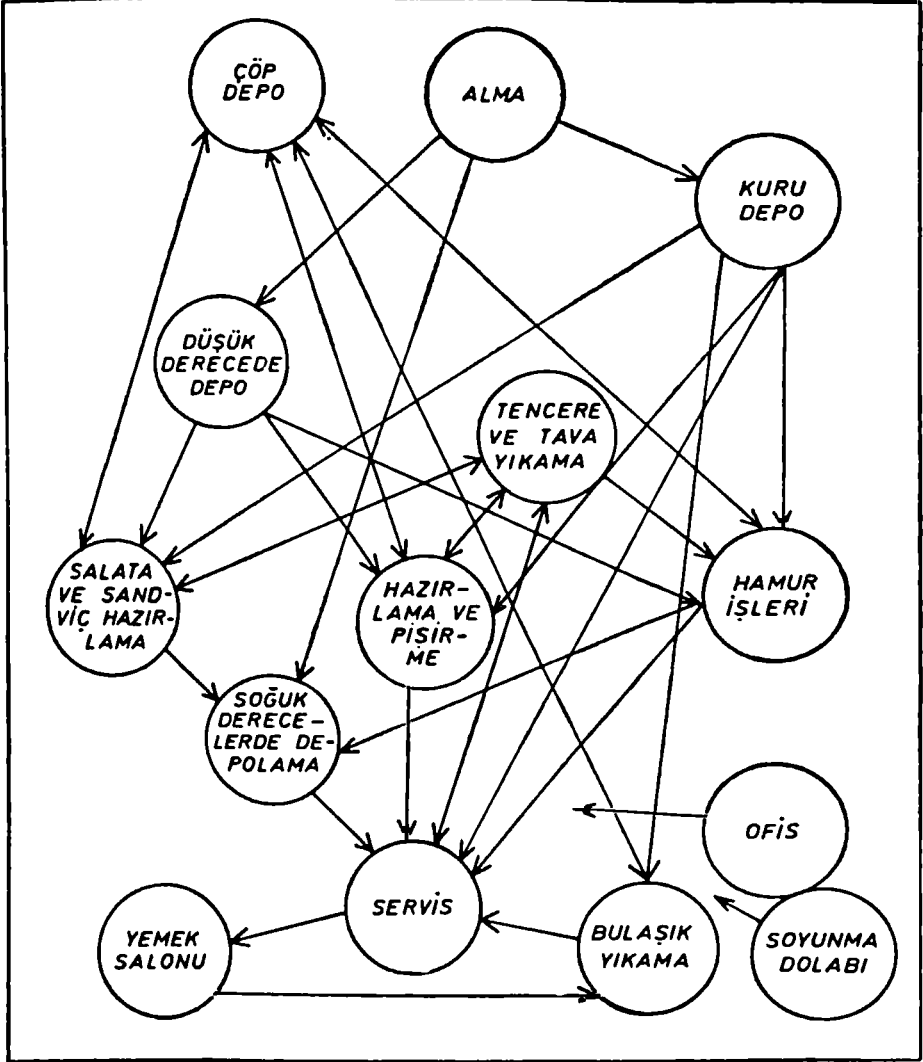 ÇÖP
DEPO
ALMA
KURU
DEPO
DÜŞÜK
DERECEDE
DEPO
TENCERE
VE TAVA
YIKAMA
SALATA
VE SAND-
VİÇ HAZIR-
LAMA
HAZIR-
LAMA VE
PİŞİR-
ME
HAMUR
İŞLERİ
SOĞUK
DERECE-
LERDE DE-
POLAMA
OFİS
SERVİS
YEMEK
SALONU
BULAŞIK
YIKAMA
SOYUNMA
DOLABI